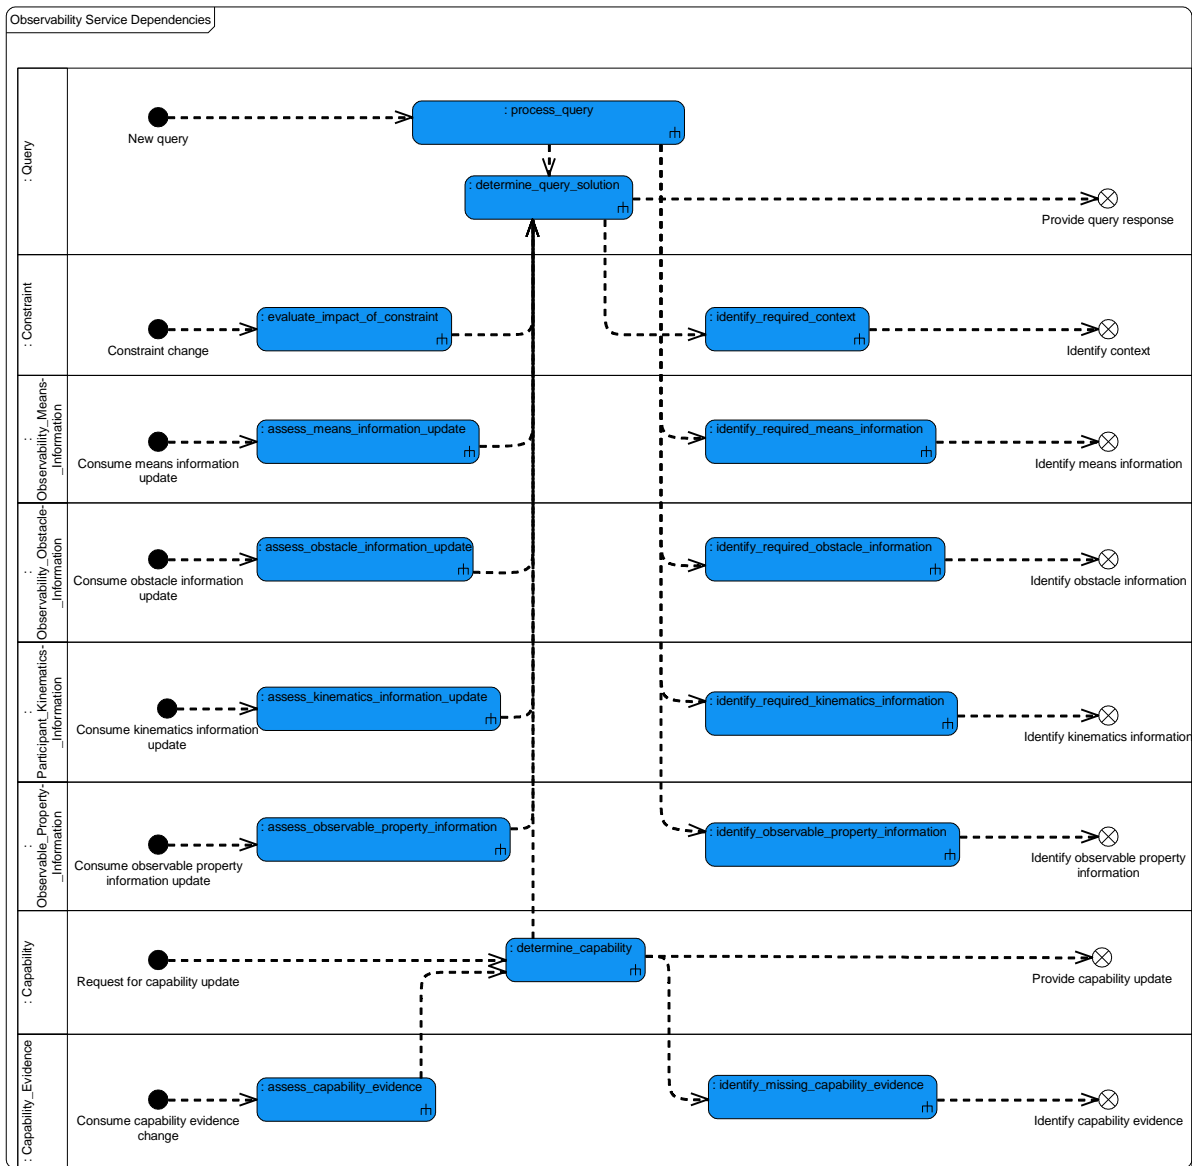 Observability Service Dependencies
: Query
New query
: process_query
: determine_query_solution
Provide query response
: Constraint
Constraint change
: evaluate_impact_of_constraint
: identify_required_context
Identify context
:
Observability_Means-
_Information
Consume means information
update
: assess_means_information_update
: identify_required_means_information
Identify means information
:
Observability_Obstacle-
_Information
Consume obstacle information
update
: assess_obstacle_information_update
: identify_required_obstacle_information
Identify obstacle information
:
Participant_Kinematics-
_Information
Consume kinematics information
update
: assess_kinematics_information_update
: identify_required_kinematics_information
Identify kinematics information
:
Observable_Property-
_Information
Consume observable property
information update
: assess_observable_property_information
: identify_observable_property_information
Identify observable property
information
: Capability
Request for capability update
: determine_capability
Provide capability update
: Capability_Evidence
Consume capability evidence
change
: assess_capability_evidence
: identify_missing_capability_evidence
Identify capability evidence